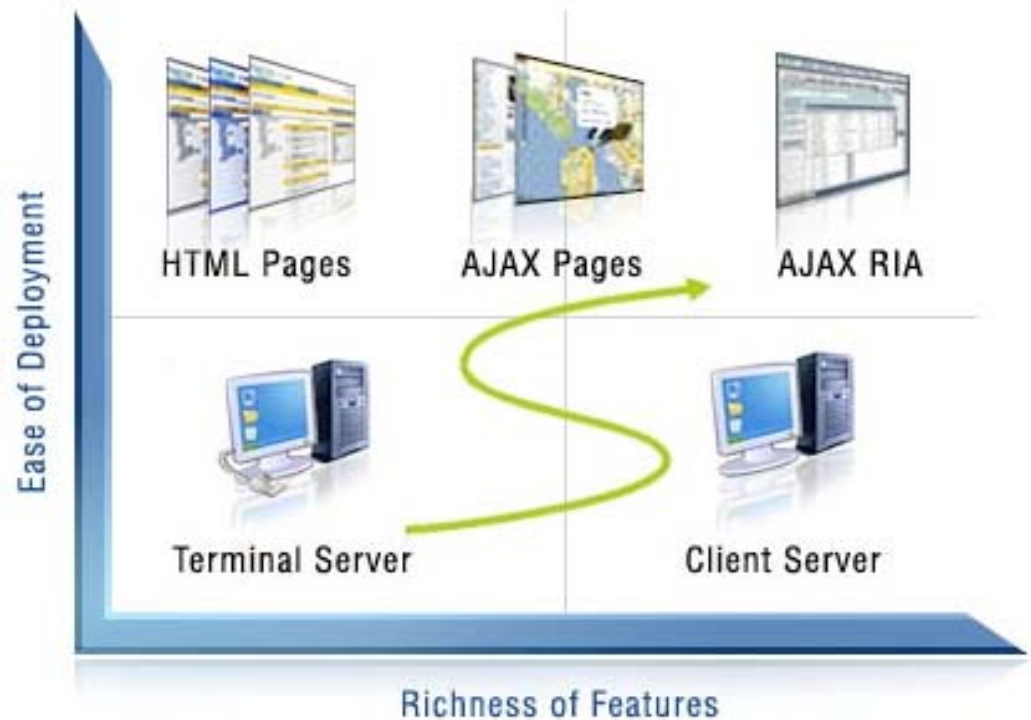 HTML Pages
AJAX Pages
AJAX RIA
Ease of Deployment
Terminal Server
Client Server
Richness of Features